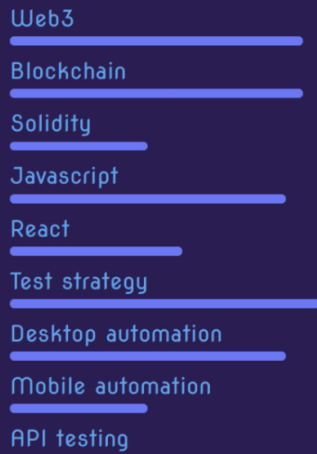 Web3
Blockchain
Solidity
Javascript
React
Test strategy
Desktop automation
Mobile automation
API testing